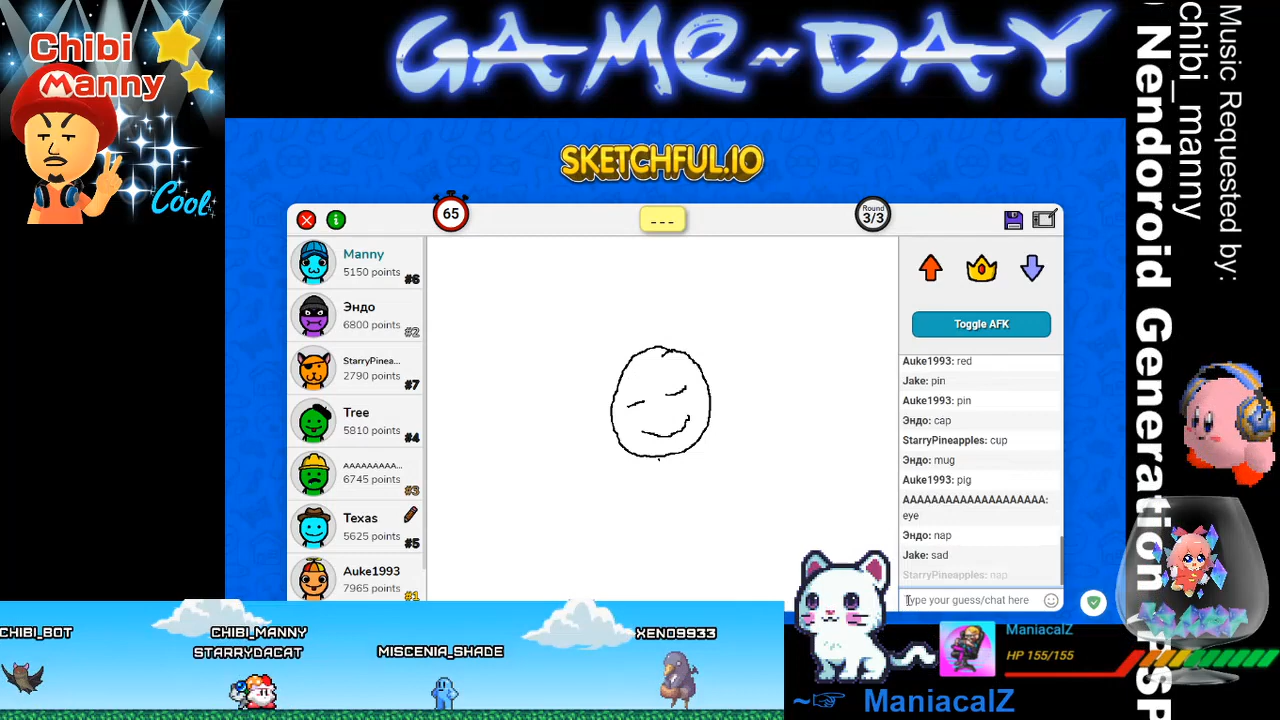 Chibi
Manny
Cool
GAME~DAY
SKETCHFUL.IO
65
---
Round
3/3
Manny
5150 points
#6
Эндо
6800 points
#2
StarryPinea...
2790 points
#7
Tree
5810 points
#4
AAAAAAAAA...
6745 points
#3
Texas
5625 points
#5
Auke1993
7965 points
#1
Toggle AFK
Auke1993: red
Jake: pin
Auke1993: pin
Эндо: cap
StarryPineapples: cup
Эндо: mug
Auke1993: pig
AAAAAAAAAAAAAAAAAAAA:
eye
Эндо: nap
Jake: sad
StarryPineapples: nap
Type your guess/chat here
Music Requested by:
chibi_manny
Nendoroid Generation
CHIBI_BOT
CHIBI_MANNY
STARRYDACAT
MISCENIA_SHADE
XENO9933
ManiacalZ
HP 155/155
~☞ ManiacalZ